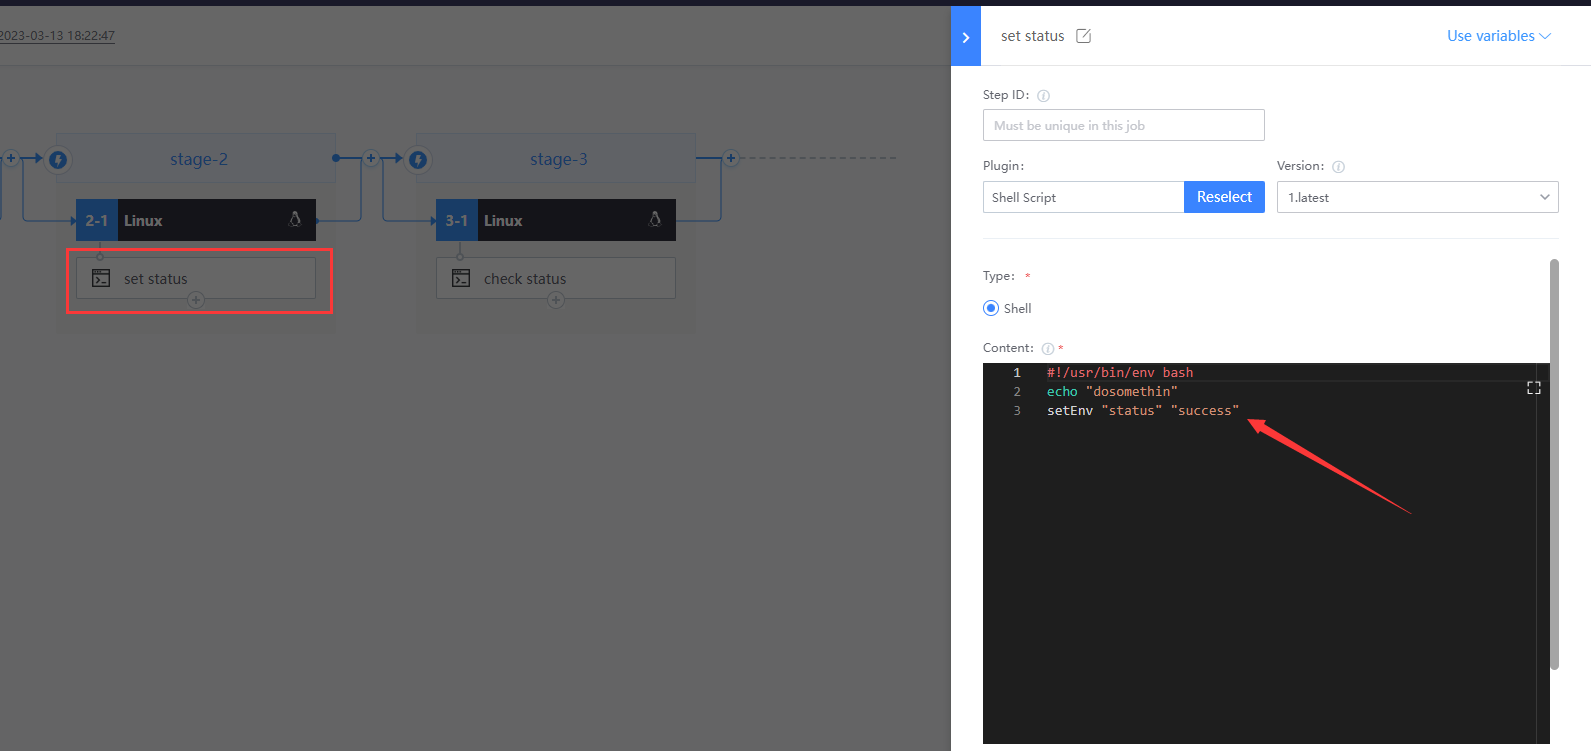 2023-03-13 18:22:47
stage-2
2-1 Linux
set status
stage-3
3-1 Linux
check status
set status
Use variables
Step ID:
Must be unique in this job
Plugin:
Version:
Shell Script
Reselect
1.latest
Type: *
Shell
Content: *
1 #!/usr/bin/env bash
2 echo "dosomethin"
3 setEnv "status" "success"